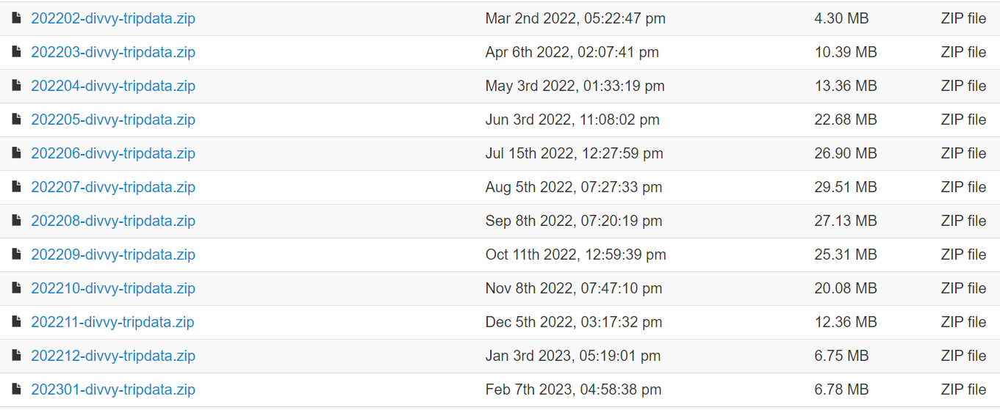 202202-divvy-tripdata.zip Mar 2nd 2022, 05:22:47 pm 4.30 MB ZIP file
202203-divvy-tripdata.zip Apr 6th 2022, 02:07:41 pm 10.39 MB ZIP file
202204-divvy-tripdata.zip May 3rd 2022, 01:33:19 pm 13.36 MB ZIP file
202205-divvy-tripdata.zip Jun 3rd 2022, 11:08:02 pm 22.68 MB ZIP file
202206-divvy-tripdata.zip Jul 15th 2022, 12:27:59 pm 26.90 MB ZIP file
202207-divvy-tripdata.zip Aug 5th 2022, 07:27:33 pm 29.51 MB ZIP file
202208-divvy-tripdata.zip Sep 8th 2022, 07:20:19 pm 27.13 MB ZIP file
202209-divvy-tripdata.zip Oct 11th 2022, 12:59:39 pm 25.31 MB ZIP file
202210-divvy-tripdata.zip Nov 8th 2022, 07:47:10 pm 20.08 MB ZIP file
202211-divvy-tripdata.zip Dec 5th 2022, 03:17:32 pm 12.36 MB ZIP file
202212-divvy-tripdata.zip Jan 3rd 2023, 05:19:01 pm 6.75 MB ZIP file
202301-divvy-tripdata.zip Feb 7th 2023, 04:58:38 pm 6.78 MB ZIP file